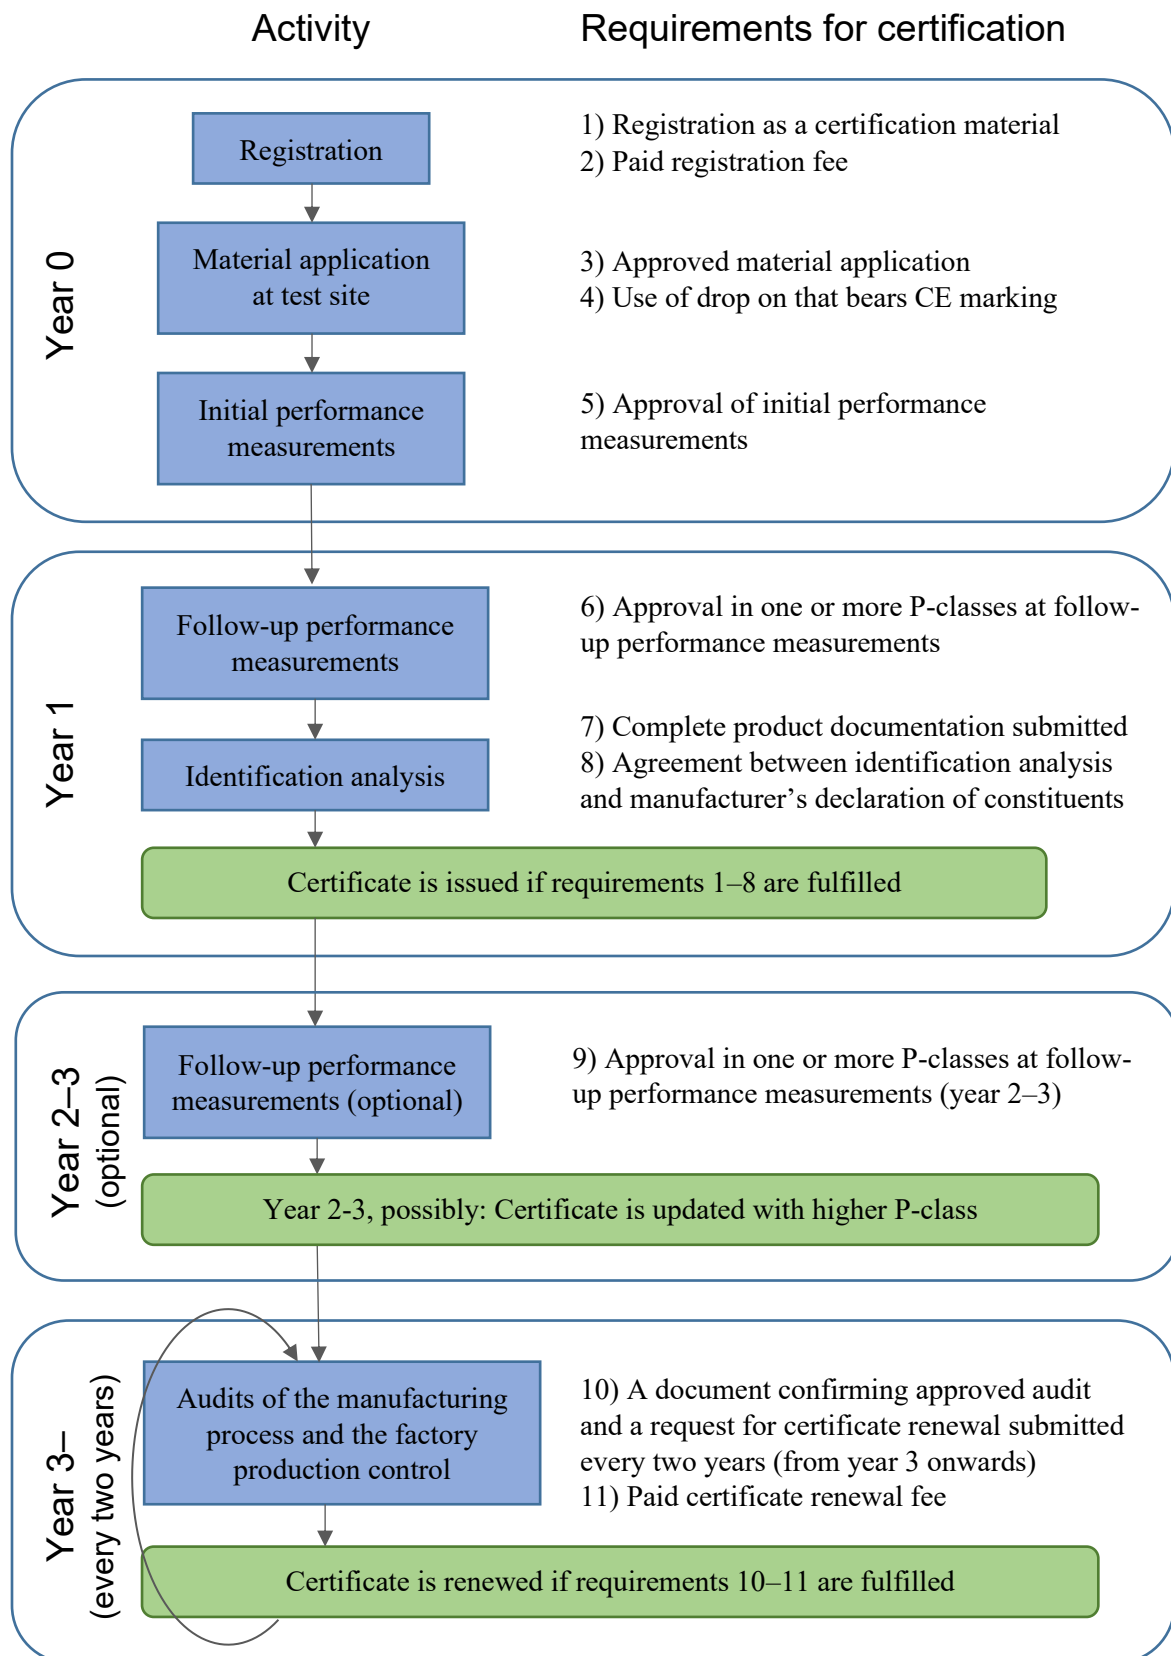 Activity
Requirements for certification
Year 0
Registration
1) Registration as a certification material
2) Paid registration fee
Material application
at test site
3) Approved material application
4) Use of drop on that bears CE marking
Initial performance
measurements
5) Approval of initial performance
measurements
Year 1
Follow-up performance
measurements
6) Approval in one or more P-classes at follow-
up performance measurements
Identification analysis
7) Complete product documentation submitted
8) Agreement between identification analysis
and manufacturer’s declaration of constituents
Certificate is issued if requirements 1–8 are fulfilled
Year 2–3
(optional)
Follow-up performance
measurements (optional)
9) Approval in one or more P-classes at follow-
up performance measurements (year 2–3)
Year 2-3, possibly: Certificate is updated with higher P-class
Year 3–
(every two years)
Audits of the manufacturing
process and the factory
production control
10) A document confirming approved audit
and a request for certificate renewal submitted
every two years (from year 3 onwards)
11) Paid certificate renewal fee
Certificate is renewed if requirements 10–11 are fulfilled